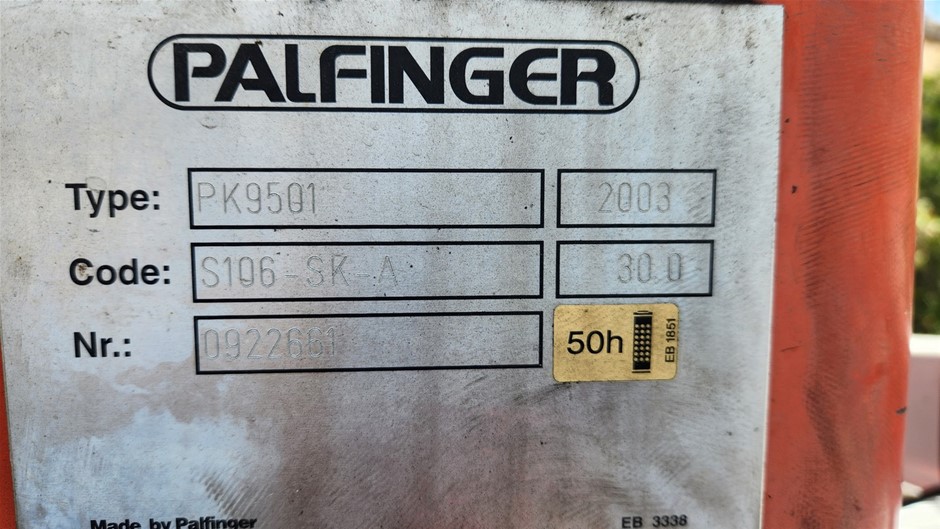 PALFINGER
Type: PK9501 2003
Code: S106-SK-A 30.0
Nr.: 0922661
50h EB 1851
Made by Palfinger EB 3338